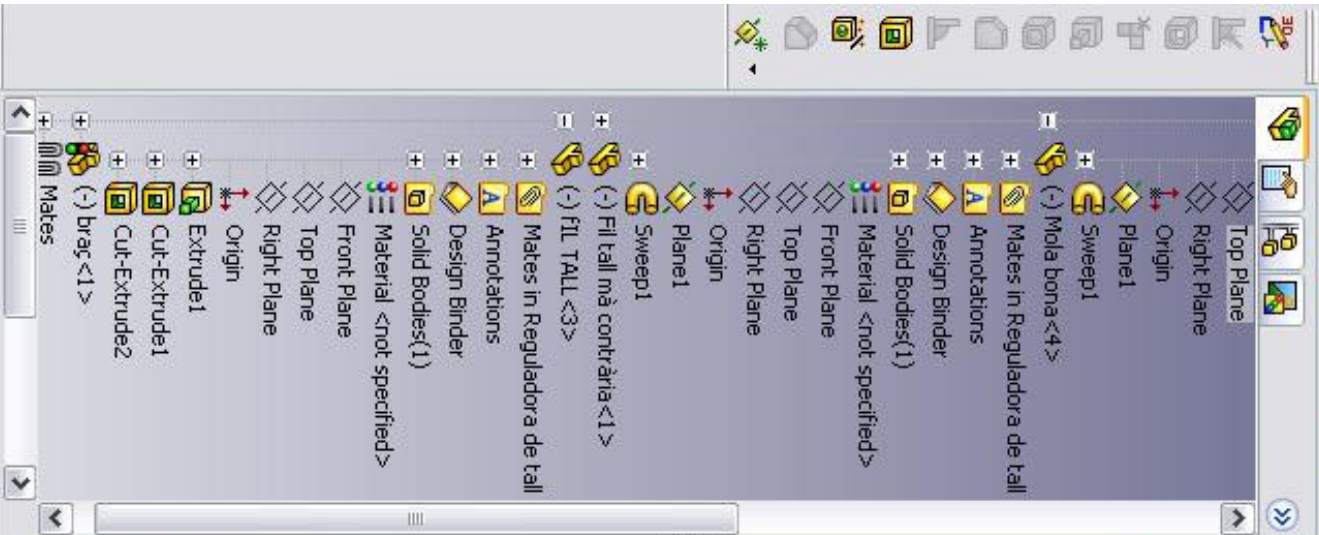 Top Plane
Right Plane
Origin
Plane1
Sweep1
(-) Mola bona<4>
Mates in Reguladora de tall
Annotations
Design Binder
Solid Bodies(1)
Material <not specified>
Front Plane
Top Plane
Right Plane
Origin
Plane1
Sweep1
(-) Fil tall mà contrària<1>
(-) fIL TALL<3>
Mates in Reguladora de tall
Annotations
Design Binder
Solid Bodies(1)
Material <not specified>
Front Plane
Top Plane
Right Plane
Origin
Extrude1
Cut-Extrude1
Cut-Extrude2
(-) braç<1>
Mates